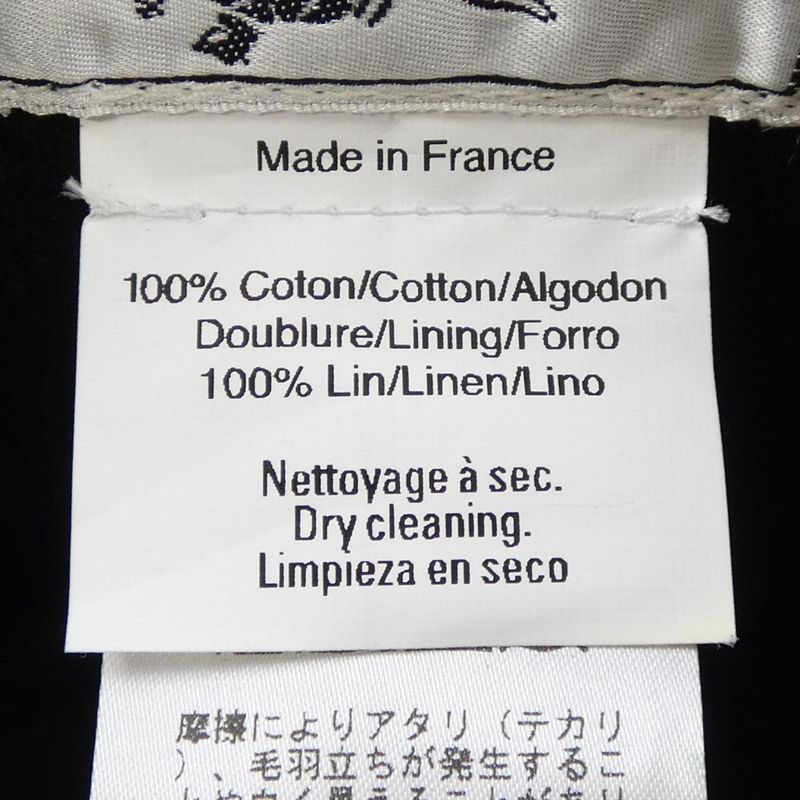 Made in France
100% Coton/Cotton/Algodon
Doublure/Lining/Forro
100% Lin/Linen/Lino
Nettoyage à sec.
Dry cleaning.
Limpieza en seco
摩擦によりアタリ（テカリ
）、毛羽立ちが発生するこ